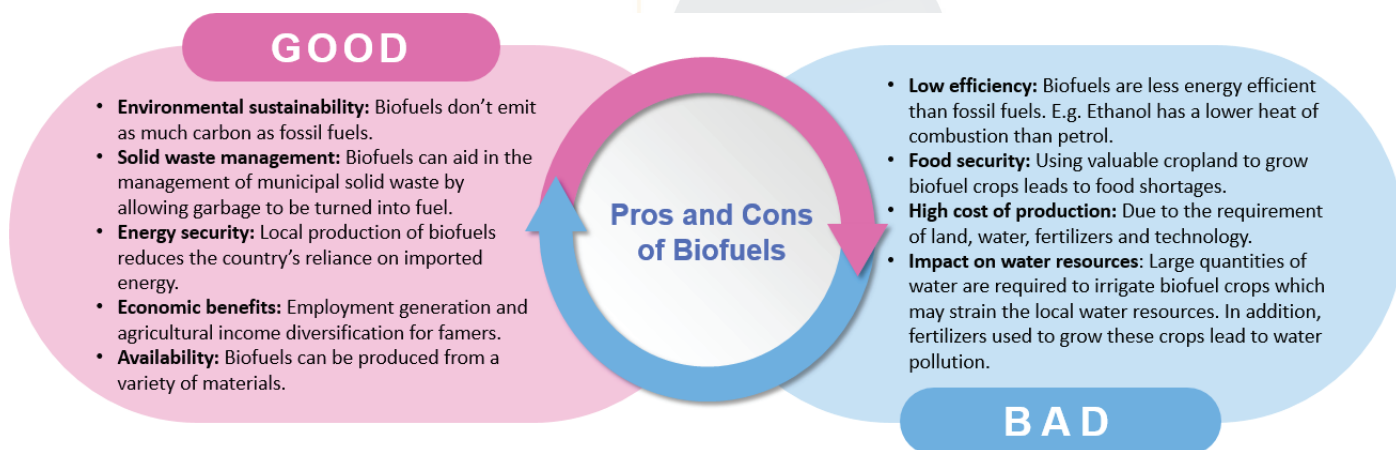 GOOD
• Environmental sustainability: Biofuels don’t emit
as much carbon as fossil fuels.
• Solid waste management: Biofuels can aid in the
management of municipal solid waste by
allowing garbage to be turned into fuel.
• Energy security: Local production of biofuels
reduces the country’s reliance on imported
energy.
• Economic benefits: Employment generation and
agricultural income diversification for famers.
• Availability: Biofuels can be produced from a
variety of materials.
Pros and Cons
of Biofuels
• Low efficiency: Biofuels are less energy efficient
than fossil fuels. E.g. Ethanol has a lower heat of
combustion than petrol.
• Food security: Using valuable cropland to grow
biofuel crops leads to food shortages.
• High cost of production: Due to the requirement
of land, water, fertilizers and technology.
• Impact on water resources: Large quantities of
water are required to irrigate biofuel crops which
may strain the local water resources. In addition,
fertilizers used to grow these crops lead to water
pollution.
BAD